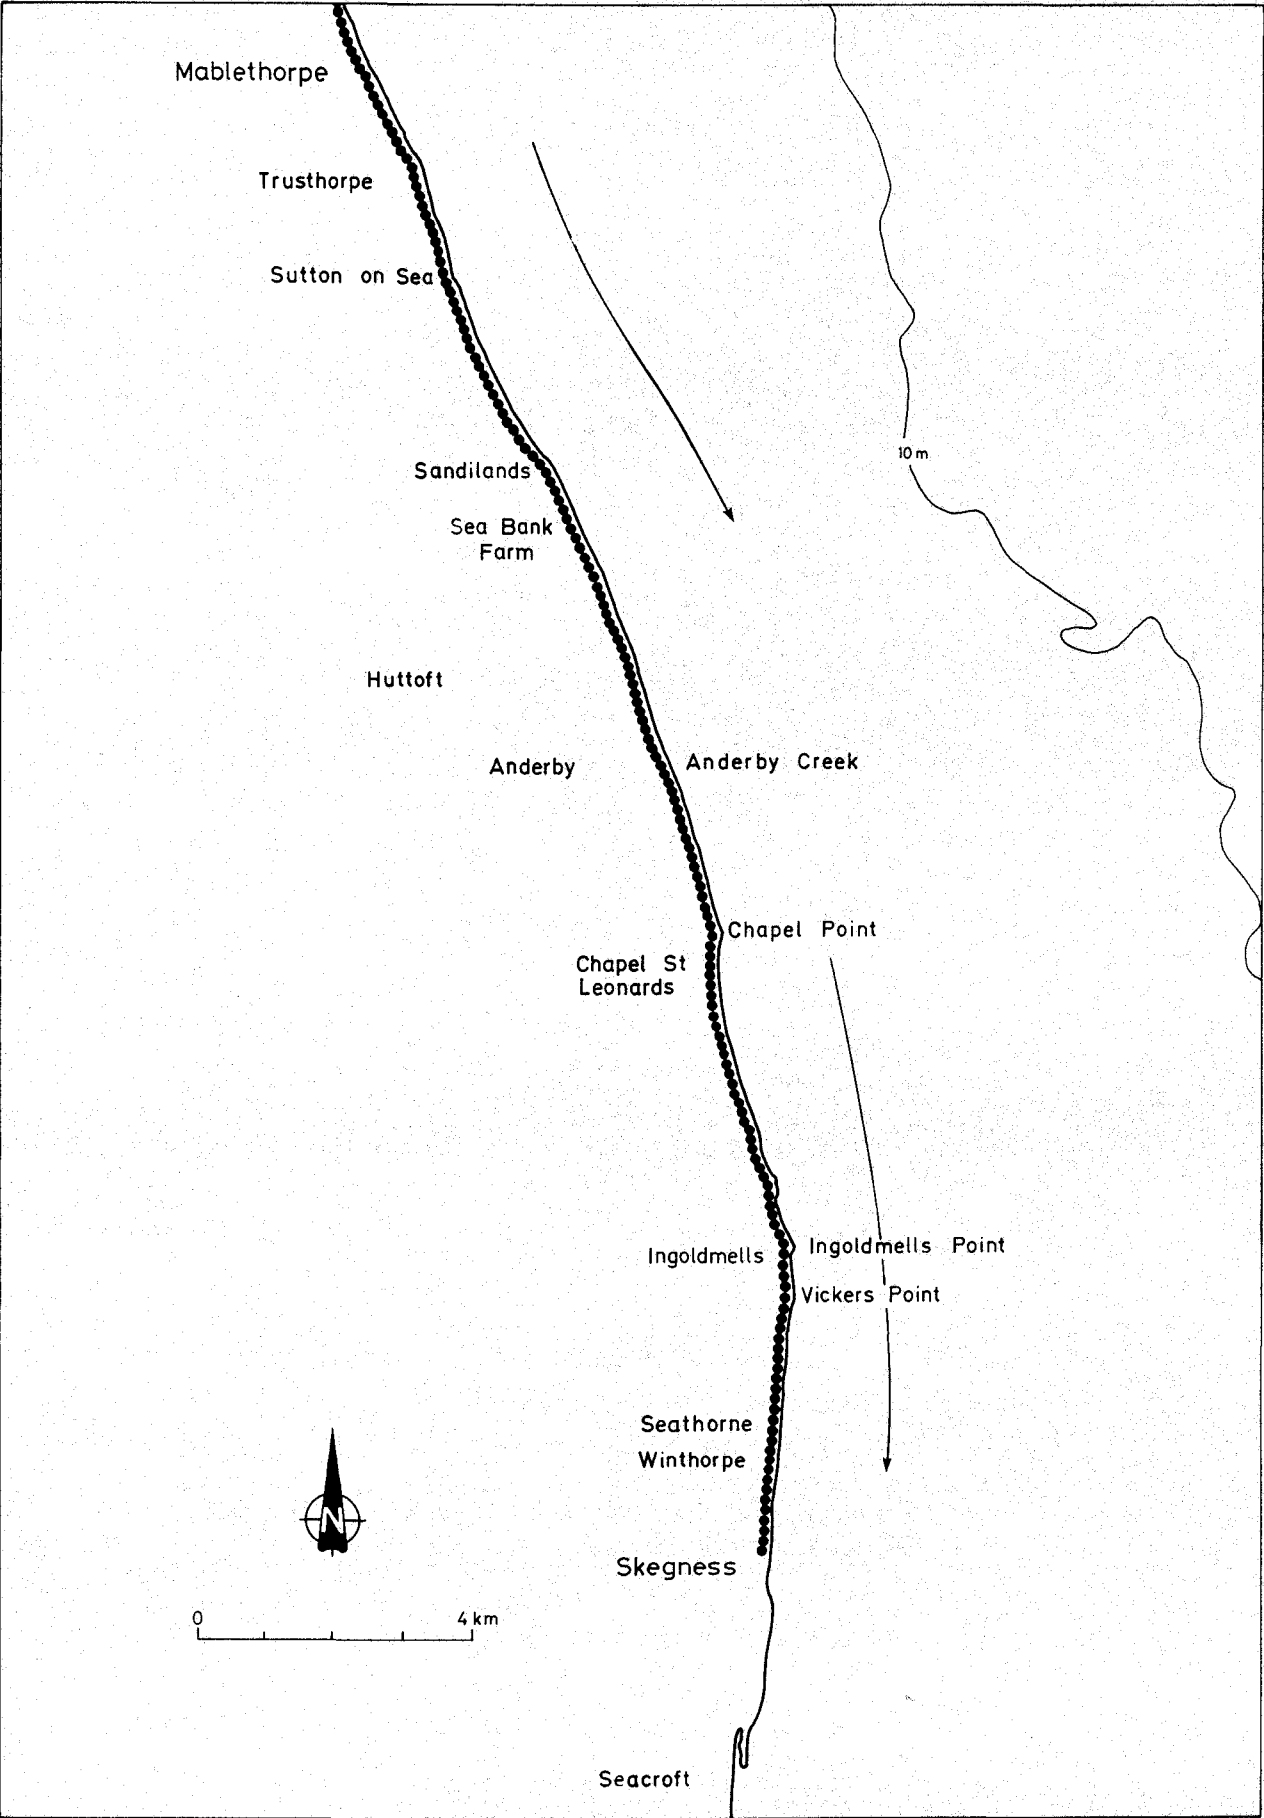 Mablethorpe
Trusthorpe
Sutton on Sea
10 m
Sandilands
Sea Bank
Farm
Huttoft
Anderby
Anderby Creek
Chapel Point
Chapel St
Leonards
Ingoldmells
Ingoldmells Point
Vickers Point
Seathorne
Winthorpe
N
Skegness
0
4 km
Seacroft